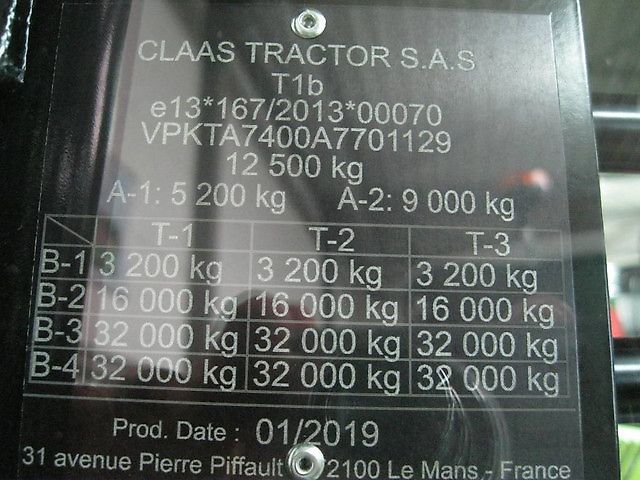 CLAAS TRACTOR S.A.S
T1b
e13*167/2013*00070
VPKTA7400A7701129
12 500 kg
A-1: 5 200 kg A-2: 9 000 kg
T-1 T-2 T-3
B-1 3 200 kg 3 200 kg 3 200 kg
B-2 16 000 kg 16 000 kg 16 000 kg
B-3 32 000 kg 32 000 kg 32 000 kg
B-4 32 000 kg 32 000 kg 32 000 kg
Prod. Date : 01/2019
31 avenue Pierre Piffault 2100 Le Mans - France